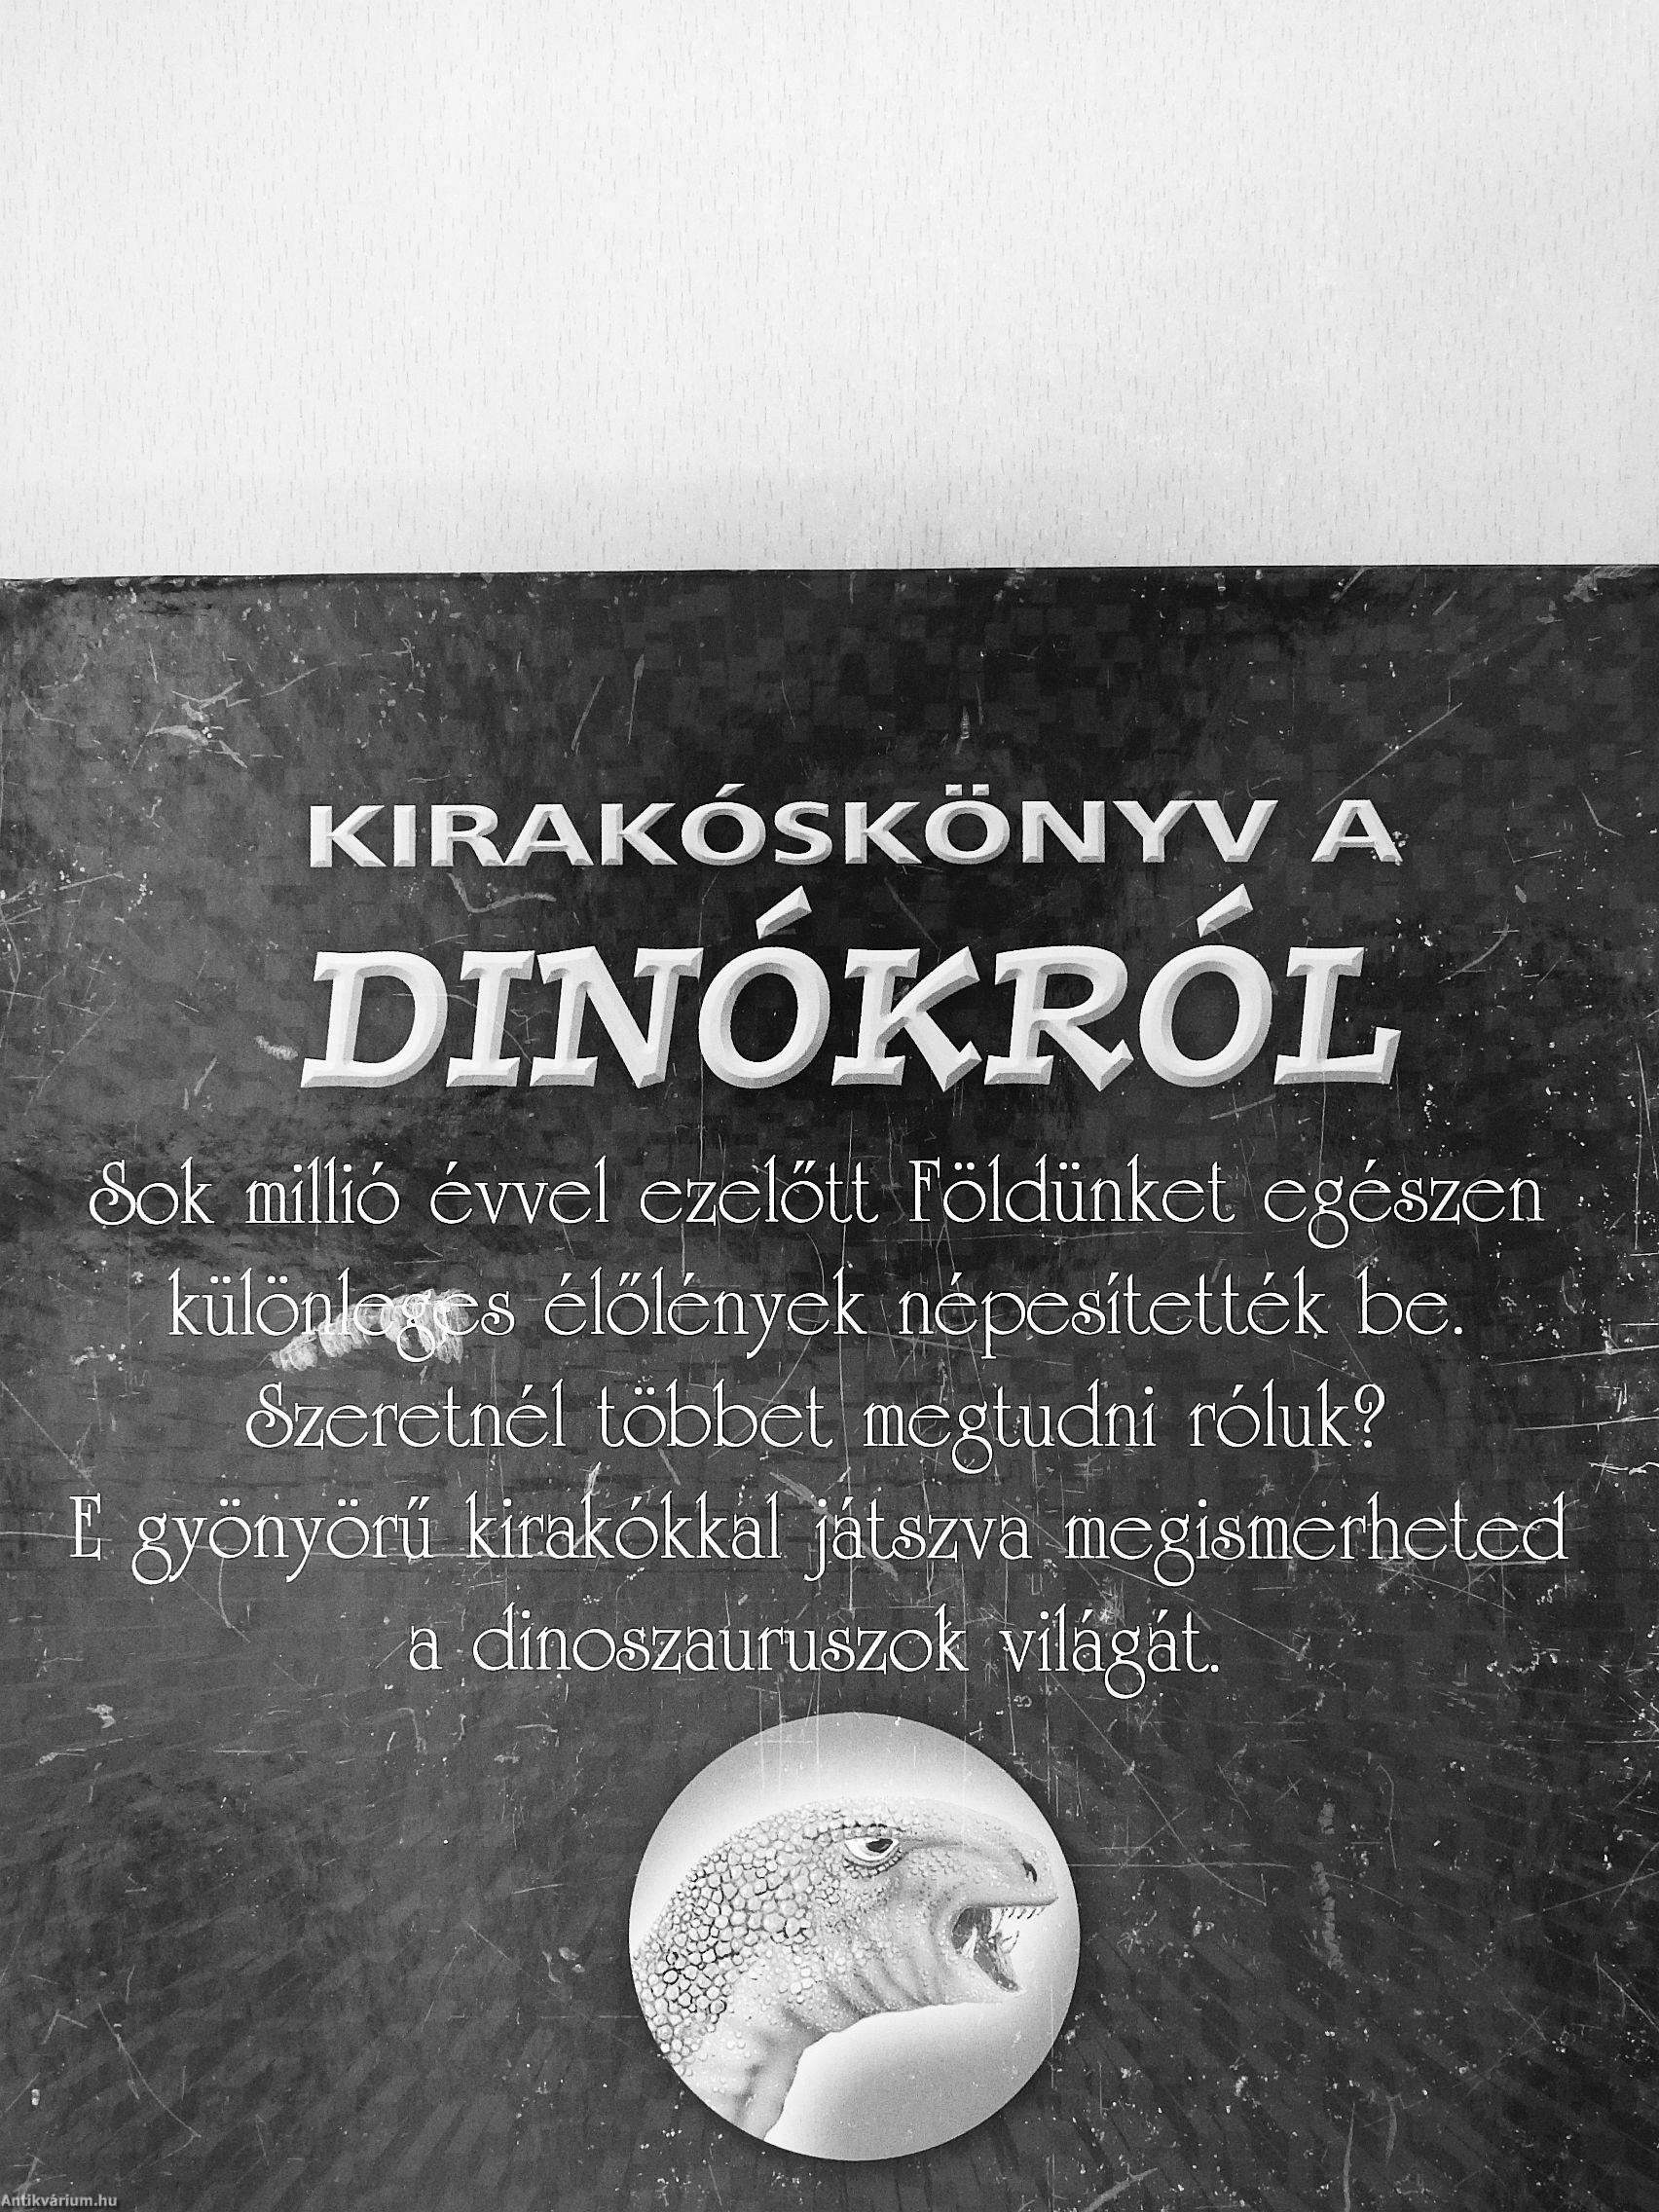 KIRAKÓSKÖNYV A
DINÓKRÓL
Sok millió évvel ezelőtt Földünket egészen
különleges élőlények népesítették be.
Szeretnél többet megtudni róluk?
E gyönyörű kirakókkal játszva megismerheted
a dinoszauruszok világát.
Antikvárium.hu